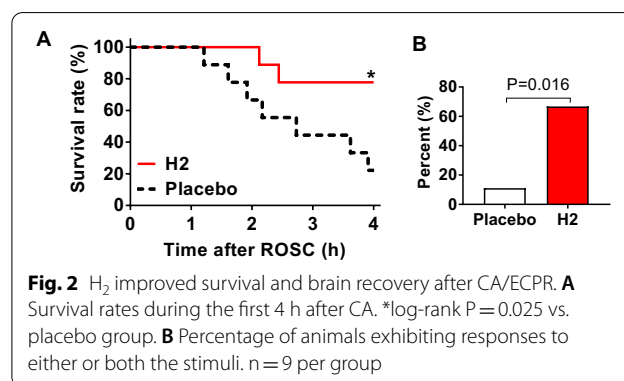 A
B
Survival rate (%)
100
80
60
40
20
0
H2
Placebo
*
0 1 2 3 4
Time after ROSC (h)
Percent (%)
80
60
40
20
0
P=0.016
Placebo H2
Fig. 2 H₂ improved survival and brain recovery after CA/ECPR. A
Survival rates during the first 4 h after CA. *log-rank P = 0.025 vs.
placebo group. B Percentage of animals exhibiting responses to
either or both the stimuli. n = 9 per group